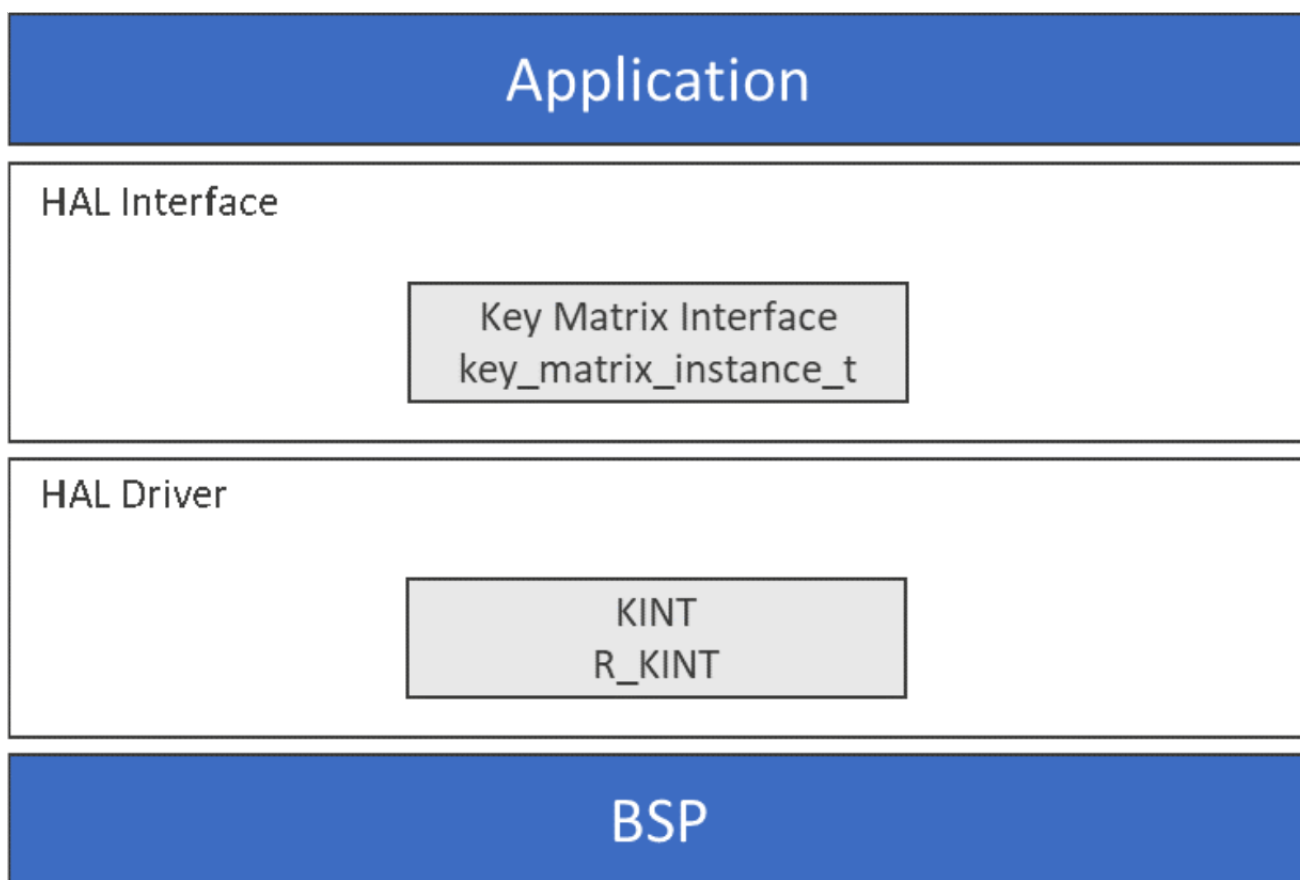 Application
HAL Interface
Key Matrix Interface
key_matrix_instance_t
HAL Driver
KINT
R_KINT
BSP